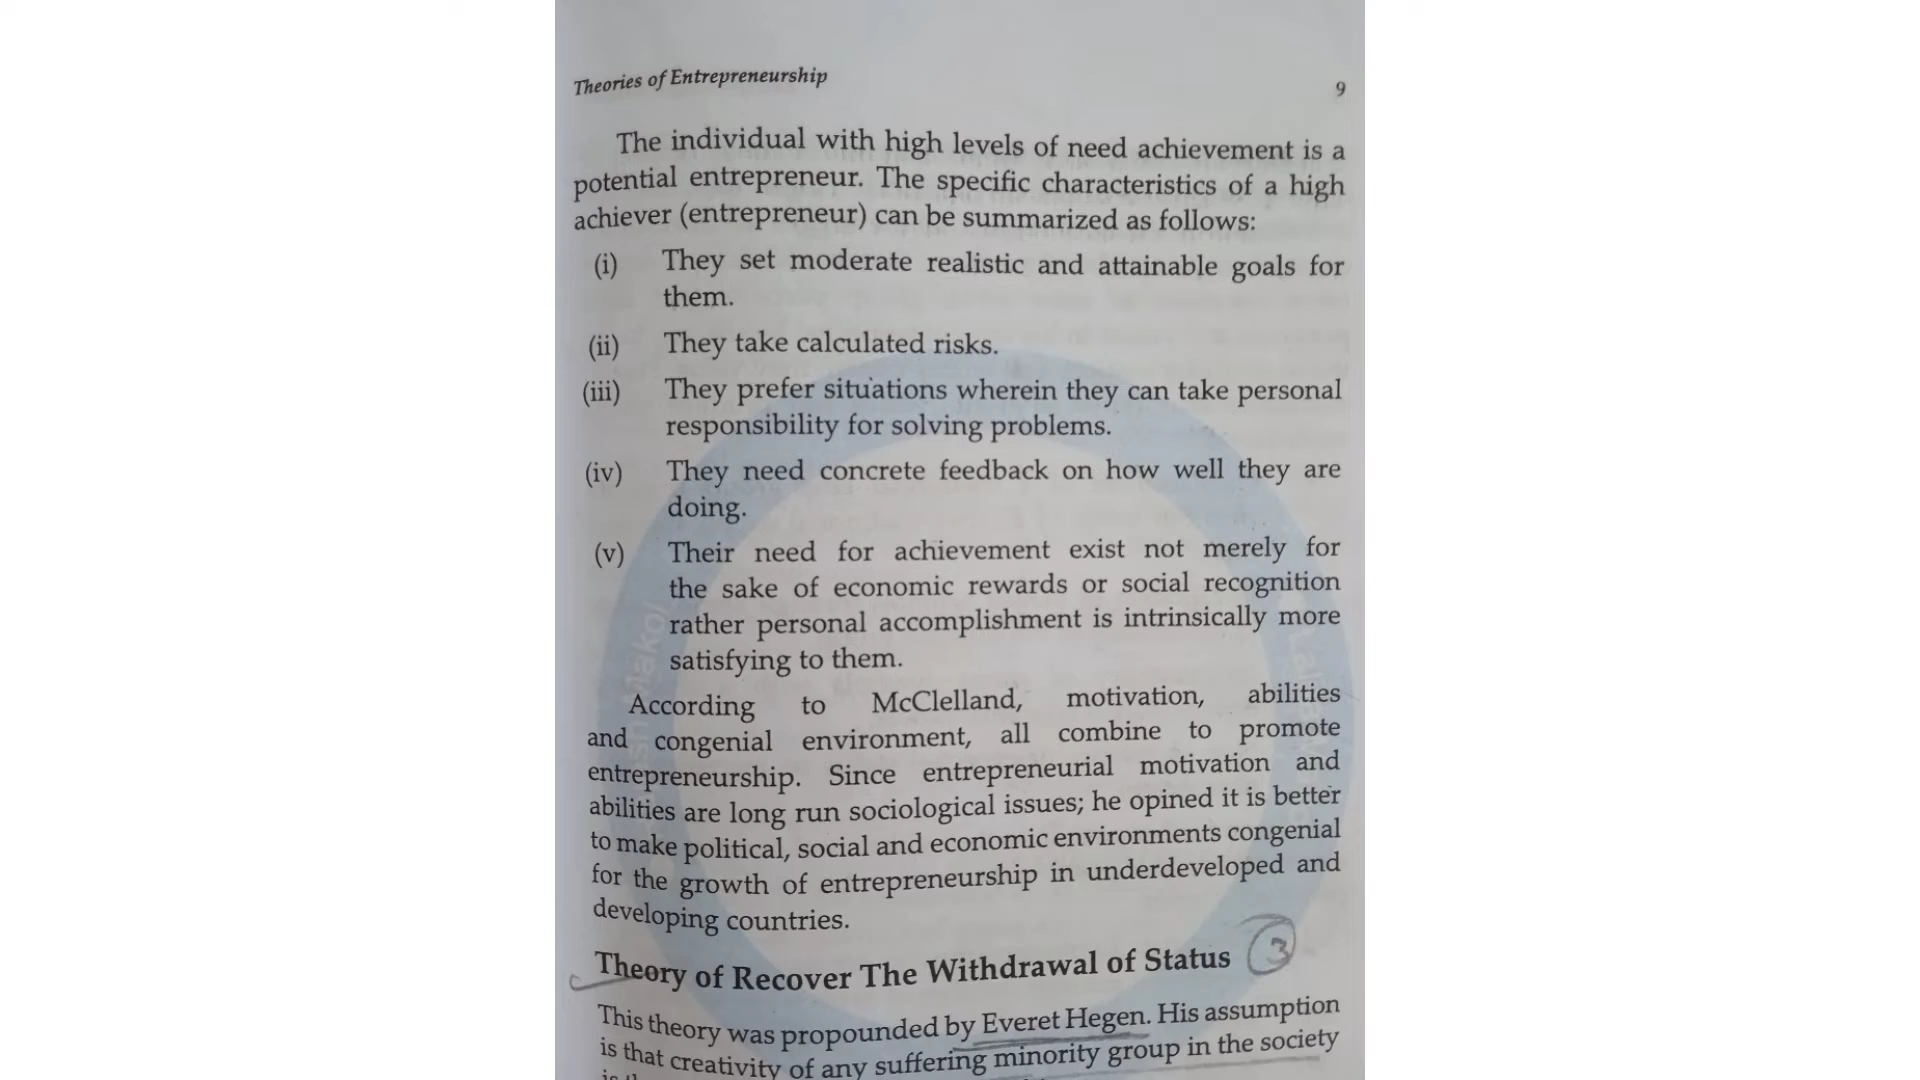 Theories of Entrepreneurship
9
The individual with high levels of need achievement is a
potential entrepreneur. The specific characteristics of a high
achiever (entrepreneur) can be summarized as follows:
(i) They set moderate realistic and attainable goals for
them.
(ii) They take calculated risks.
(iii) They prefer situations wherein they can take personal
responsibility for solving problems.
(iv) They need concrete feedback on how well they are
doing.
(v) Their need for achievement exist not merely for
the sake of economic rewards or social recognition
rather personal accomplishment is intrinsically more
satisfying to them.
According to McClelland, motivation, abilities
and congenial environment, all combine to promote
entrepreneurship. Since entrepreneurial motivation and
abilities are long run sociological issues; he opined it is better
to make political, social and economic environments congenial
for the growth of entrepreneurship in underdeveloped and
developing countries.
Theory of Recover The Withdrawal of Status 3
This theory was propounded by Everet Hegen. His assumption
is that creativity of any suffering minority group in the society